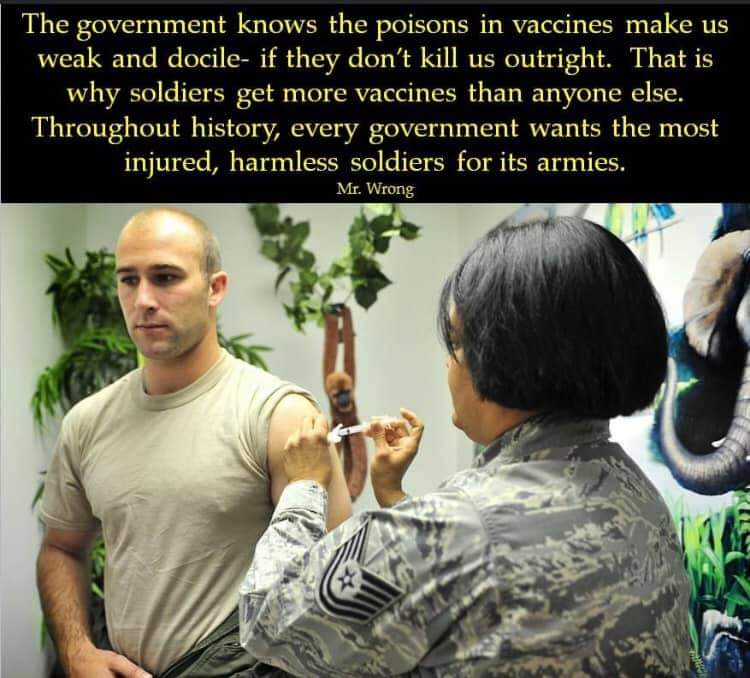 The government knows the poisons in vaccines make us
weak and docile- if they don't kill us outright.  That is
why soldiers get more vaccines than anyone else.
Throughout history, every government wants the most
injured, harmless soldiers for its armies.
Mr. Wrong